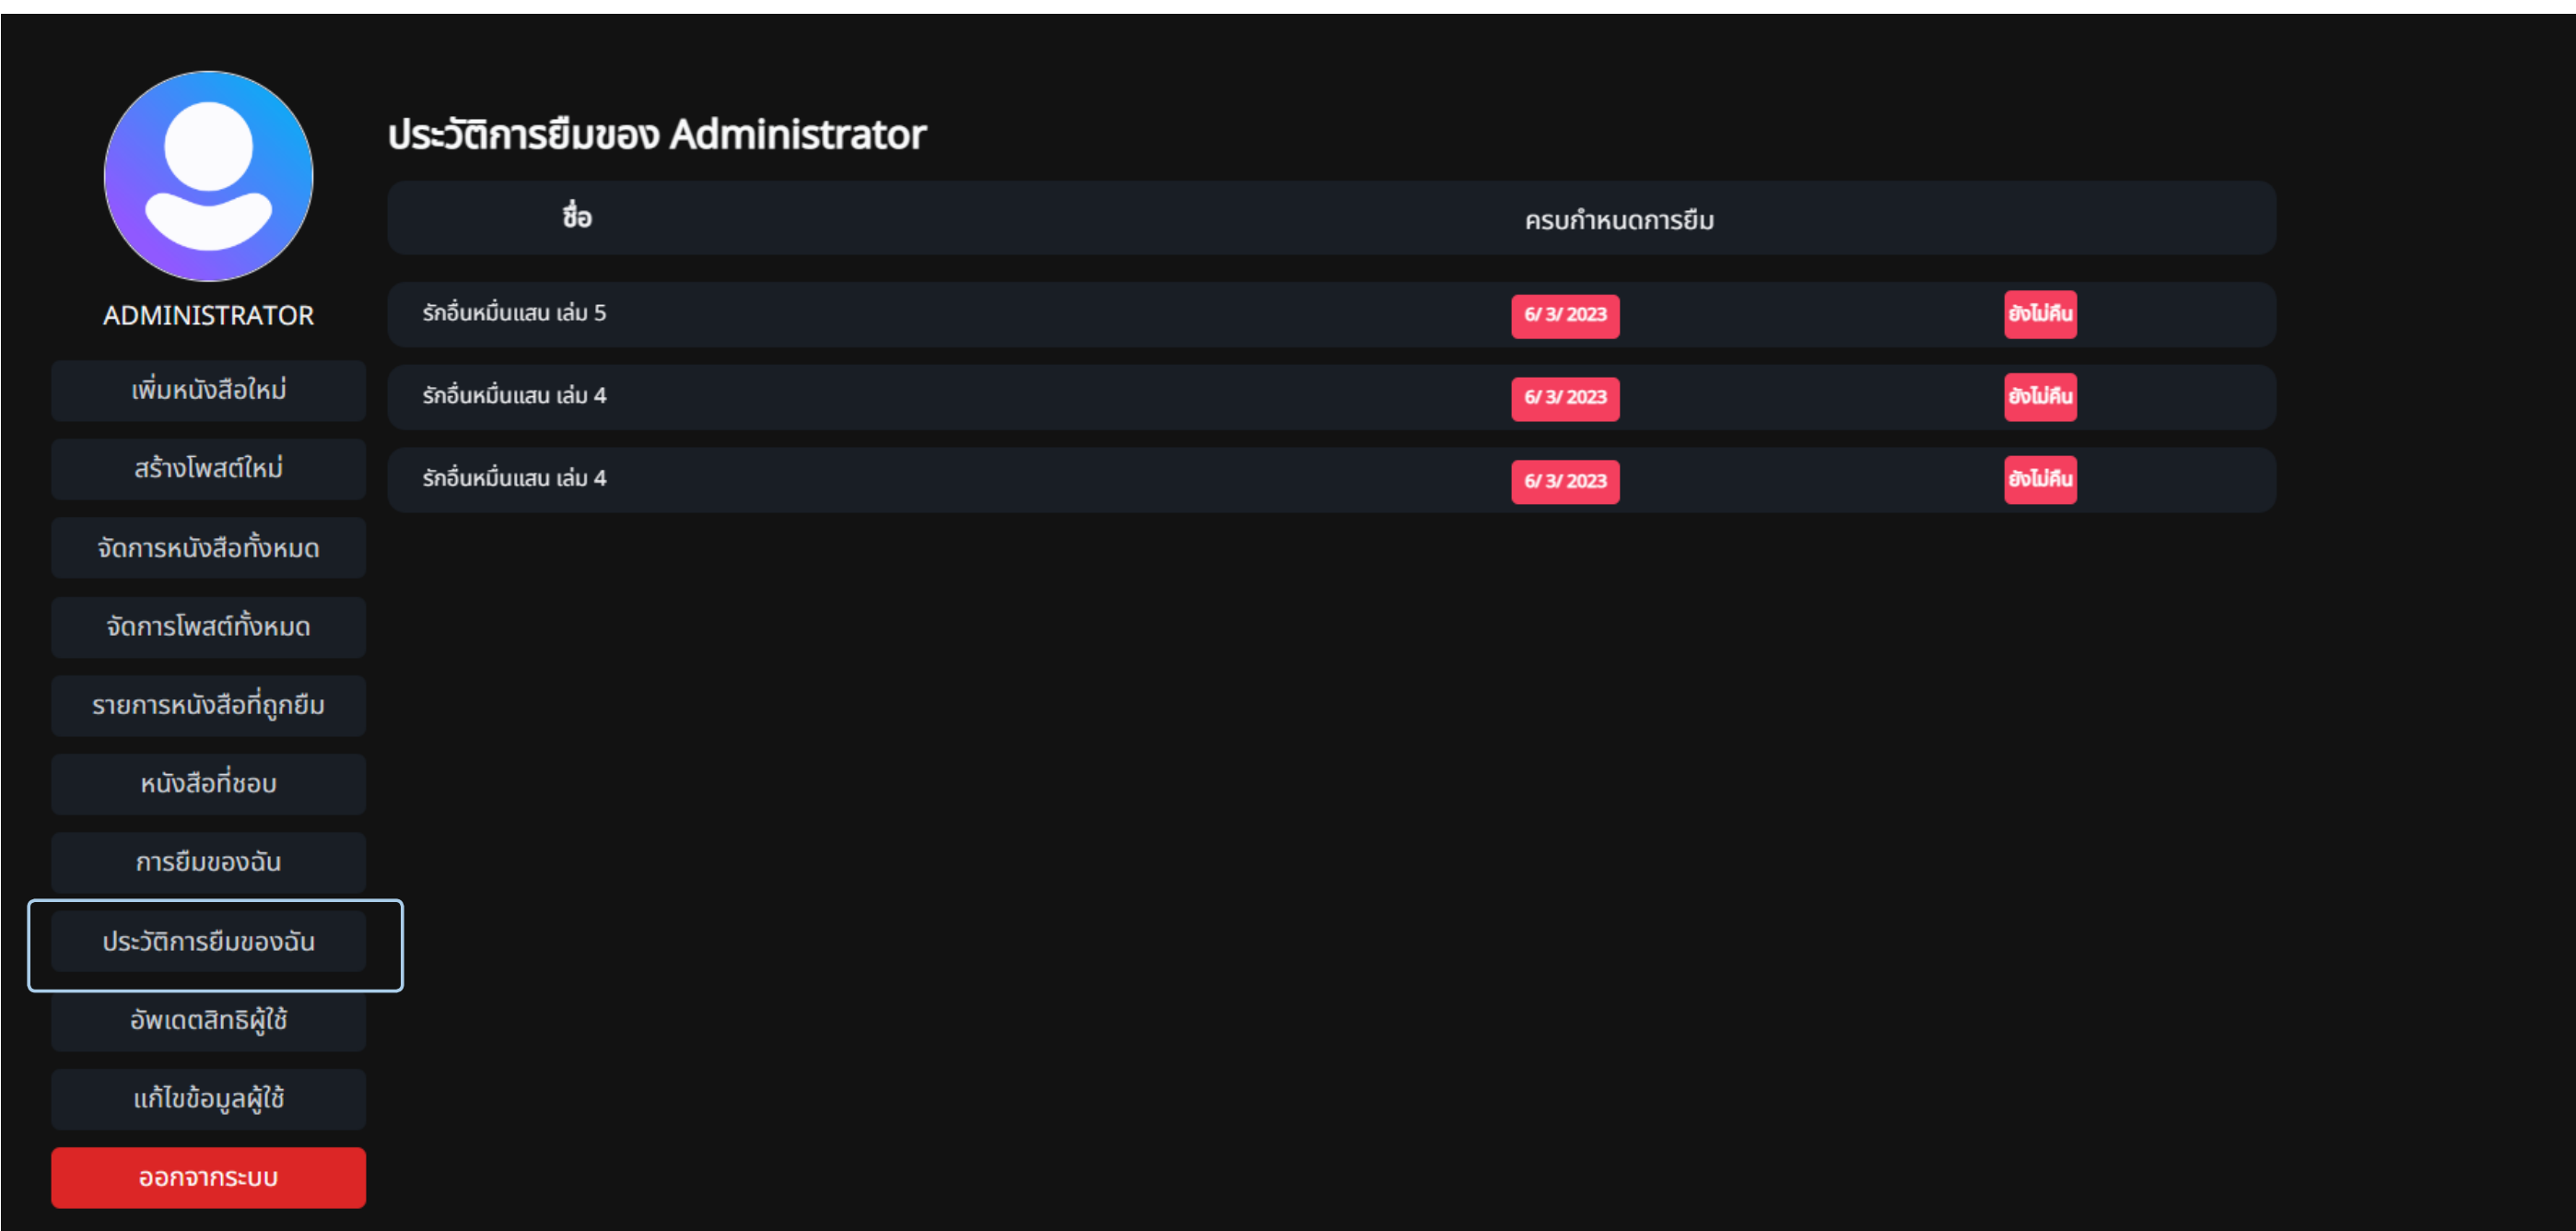 ประวัติการยืมของ Administrator
ชื่อ ครบกำหนดการยืม
รักอื่นหมื่นแสน เล่ม 5 6/ 3/ 2023 ยังไม่คืน
รักอื่นหมื่นแสน เล่ม 4 6/ 3/ 2023 ยังไม่คืน
รักอื่นหมื่นแสน เล่ม 4 6/ 3/ 2023 ยังไม่คืน
ADMINISTRATOR
เพิ่มหนังสือใหม่
สร้างโพสต์ใหม่
จัดการหนังสือทั้งหมด
จัดการโพสต์ทั้งหมด
รายการหนังสือที่ถูกยืม
หนังสือที่ชอบ
การยืมของฉัน
ประวัติการยืมของฉัน
อัพเดตสิทธิผู้ใช้
แก้ไขข้อมูลผู้ใช้
ออกจากระบบ